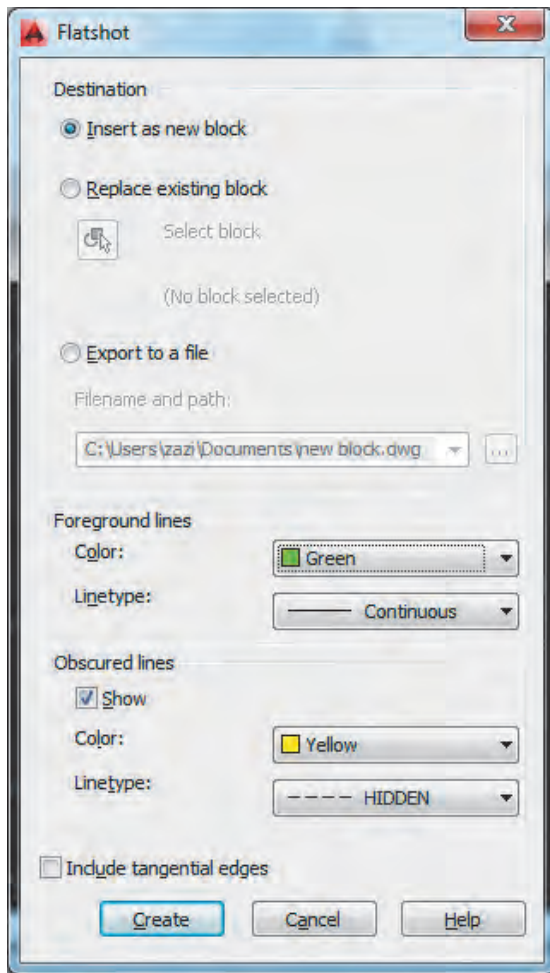 Flatshot
Destination
Insert as new block
Replace existing block
Select block
(No block selected)
Export to a file
Filename and path:
C:\Users\zazi\Documents\new block.dwg
...
Foreground lines
Color:
Green
Linetype:
Continuous
Obscured lines
Show
Color:
Yellow
Linetype:
HIDDEN
Include tangential edges
Create Cancel Help